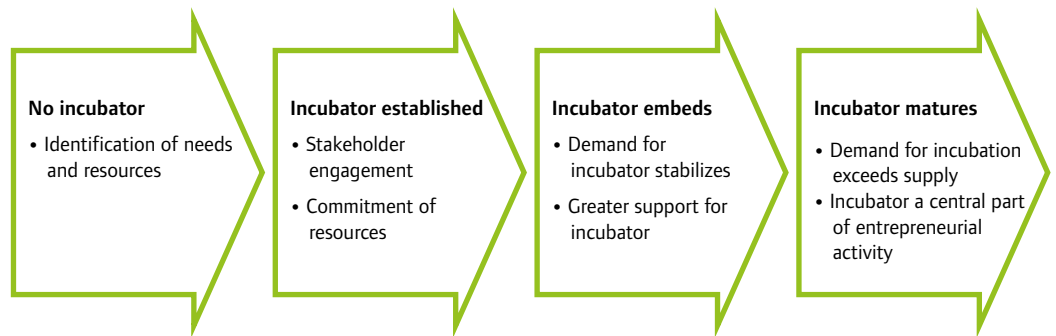 No incubator
• Identification of needs
and resources
Incubator established
• Stakeholder
engagement
• Commitment of
resources
Incubator embeds
• Demand for
incubator stabilizes
• Greater support for
incubator
Incubator matures
• Demand for incubation
exceeds supply
• Incubator a central part
of entrepreneurial
activity